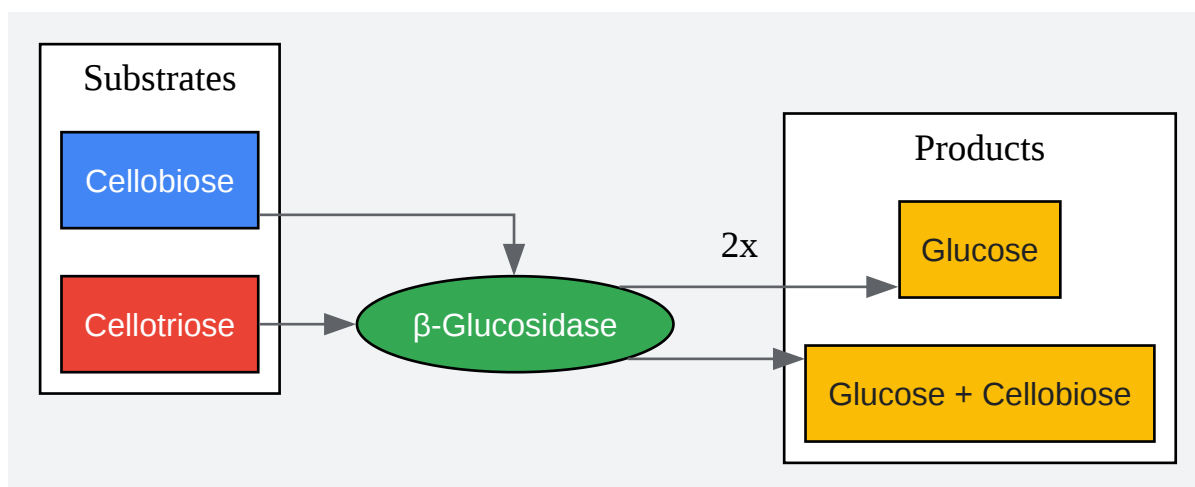 Substrates
Cellobiose
Cellotriose
β-Glucosidase
2x
Products
Glucose
Glucose + Cellobiose